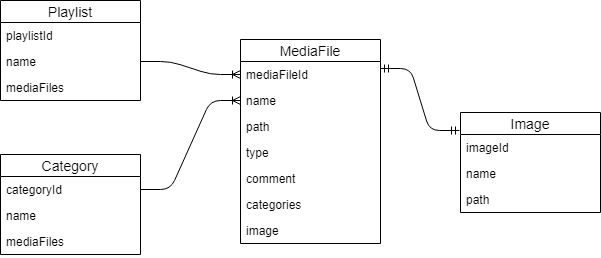 Playlist
playlistId
name
mediaFiles
MediaFile
mediaFileId
name
path
type
comment
categories
image
Image
imageId
name
path
Category
categoryId
name
mediaFiles